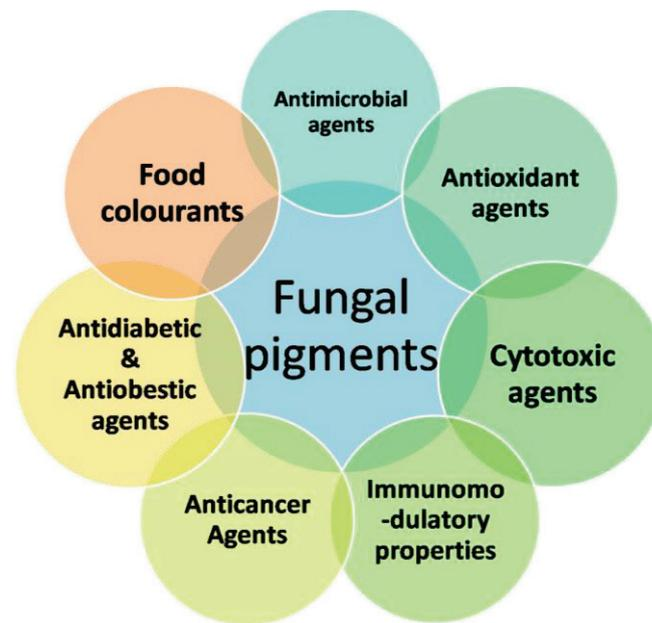 Antimicrobial
agents
Antioxidant
agents
Cytotoxic
agents
Immunomo
-dulatory
properties
Anticancer
Agents
Antidiabetic
&
Antiobestic
agents
Food
colourants
Fungal
pigments